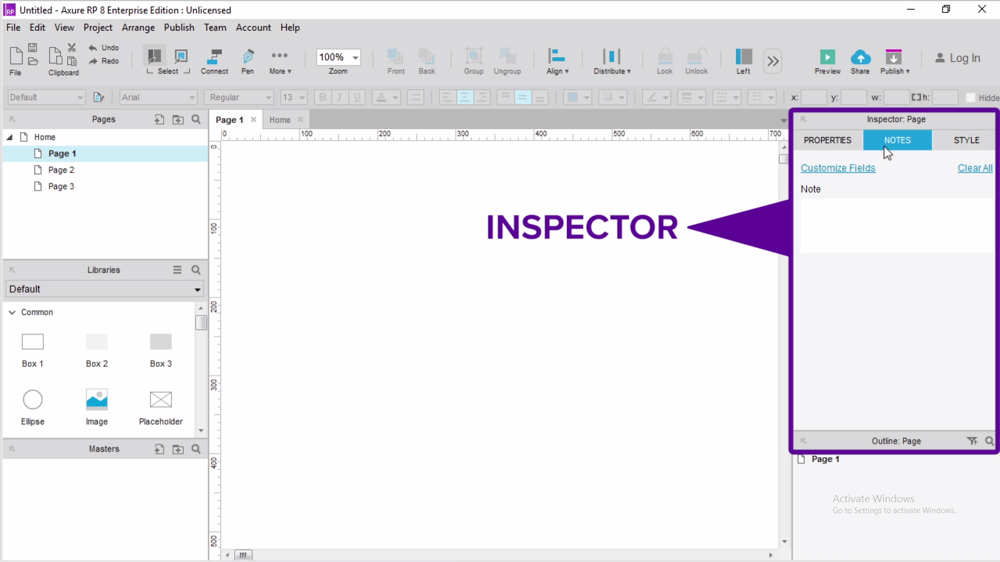 Untitled - Axure RP 8 Enterprise Edition : Unlicensed
File Edit View Project Arrange Publish Team Account Help
Undo
Redo
File Clipboard Select Connect Pen More 100% Zoom Front Back Group Ungroup Align Distribute Lock Unlock Left Preview Share Publish Log In
Default Arial Regular 13 B I U A x: y: w: h: Hidde
Pages
Home
Page 1
Page 2
Page 3
Libraries
Default
Common
Box 1 Box 2 Box 3
Ellipse Image Placeholder
Masters
Page 1 Home
0 100 200 300 400 500 600 700
0
100
200
300
400
500
INSPECTOR
Inspector: Page
PROPERTIES NOTES STYLE
Customize Fields Clear All
Note
Outline: Page
Page 1
Activate Windows
Go to Settings to activate Windows.